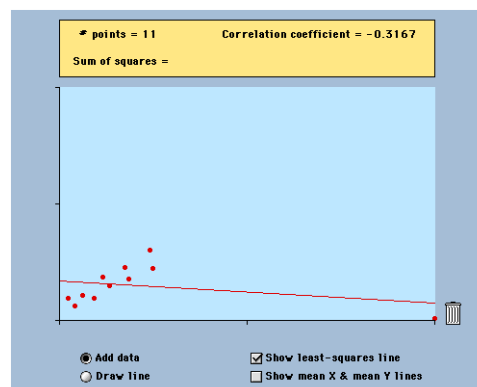 # points = 11 Correlation coefficient = -0.3167
Sum of squares =
Add data Show least-squares line
Draw line Show mean X & mean Y lines